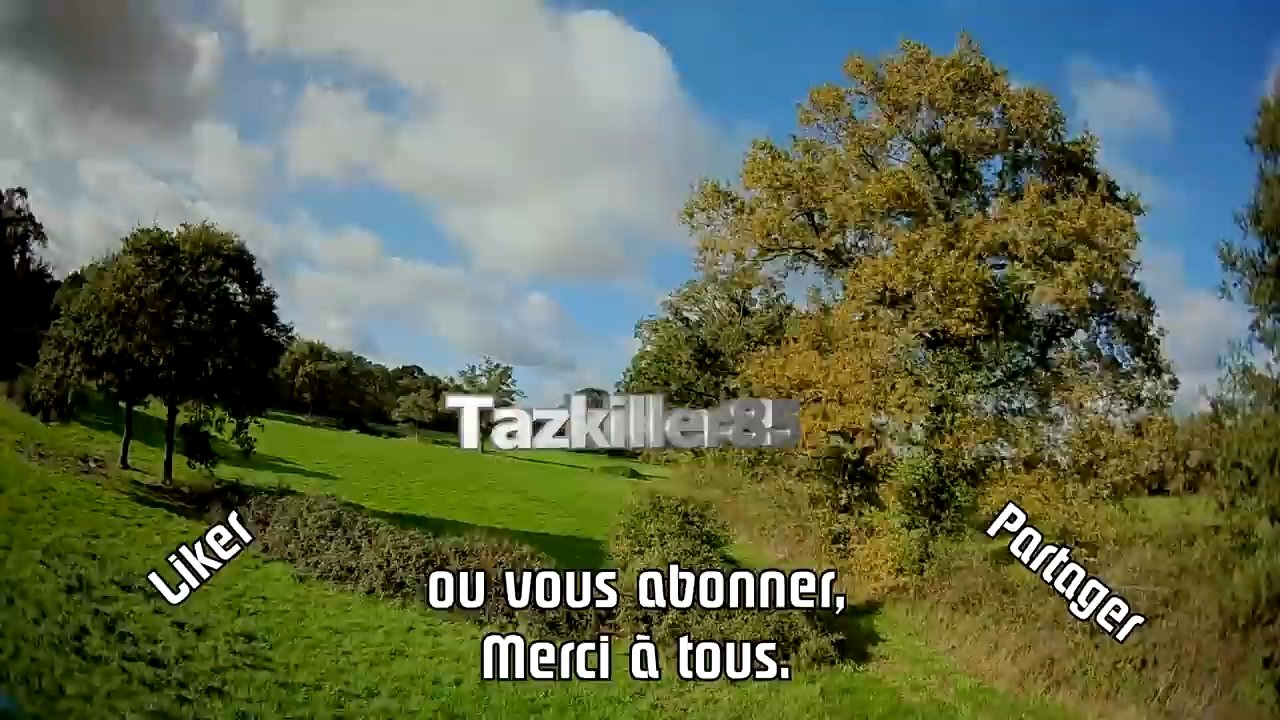 Tazkiller85
Liker
Partager
ou vous abonner,
Merci à tous.